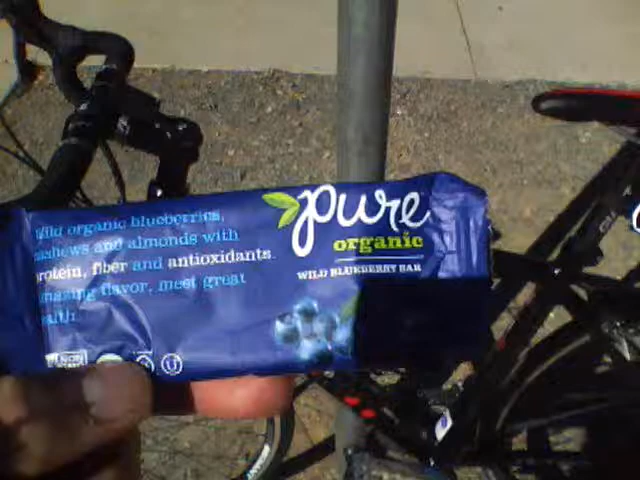 Wild organic blueberries,
cashews and almonds with
protein, fiber and antioxidants.
amazing flavor, meet great
pure
organic
WILD BLUEBERRY BAR
NON